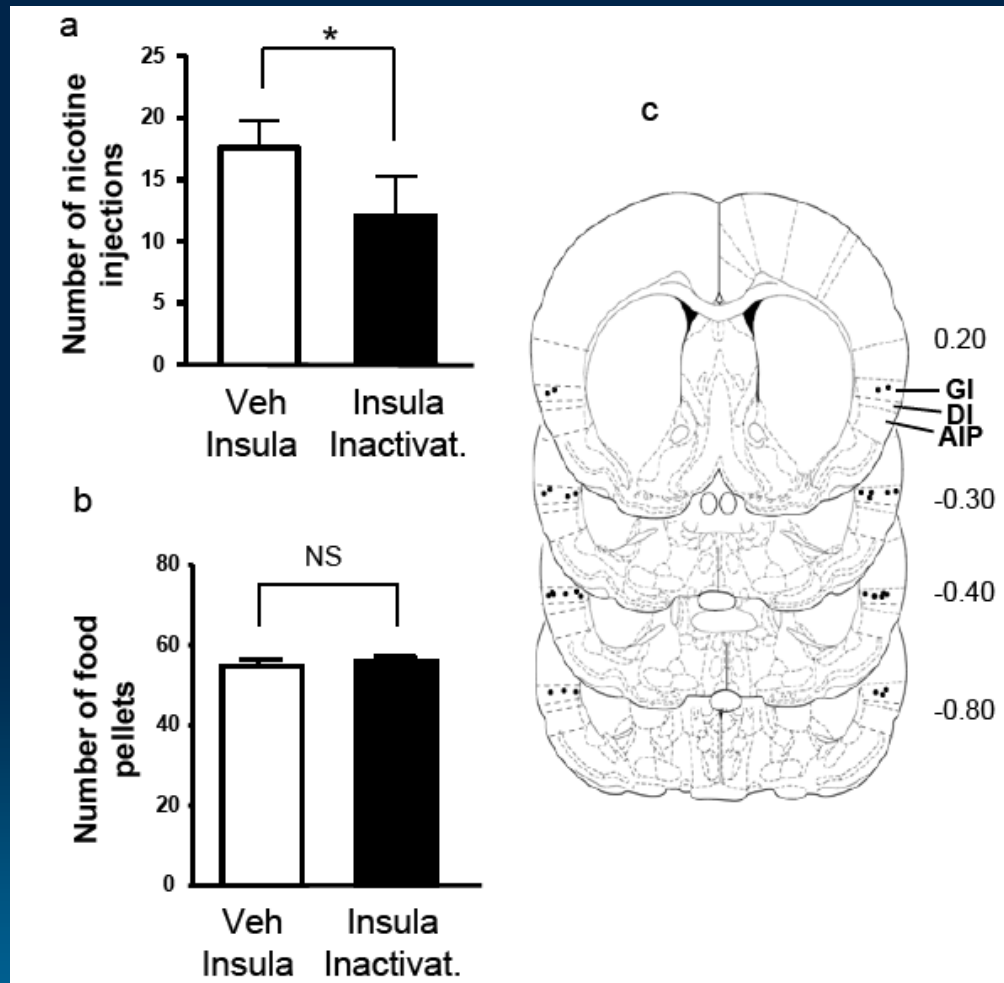 a
*
25
20
15
10
5
0
Number of nicotine
injections
Veh
Insula
Insula
Inactivat.
b
NS
80
60
40
20
0
Number of food
pellets
Veh
Insula
Insula
Inactivat.
c
0.20
GI
DI
AIP
-0.30
-0.40
-0.80